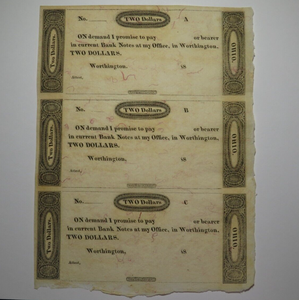 No. TWO Dollars. A
Two Dollars.
ON demand I promise to pay or bearer
in current Bank Notes at my Office, in Worthington.
TWO DOLLARS.
Worthington, 18
OHIO.
No. TWO Dollars. B
Two Dollars.
ON demand I promise to pay or bearer
in current Bank Notes at my Office, in Worthington.
TWO DOLLARS.
Worthington, 18
OHIO.
No. TWO Dollars. C
Two Dollars.
ON demand I promise to pay or bearer
in current Bank Notes at my Office, in Worthington.
TWO DOLLARS.
Worthington, 18
OHIO